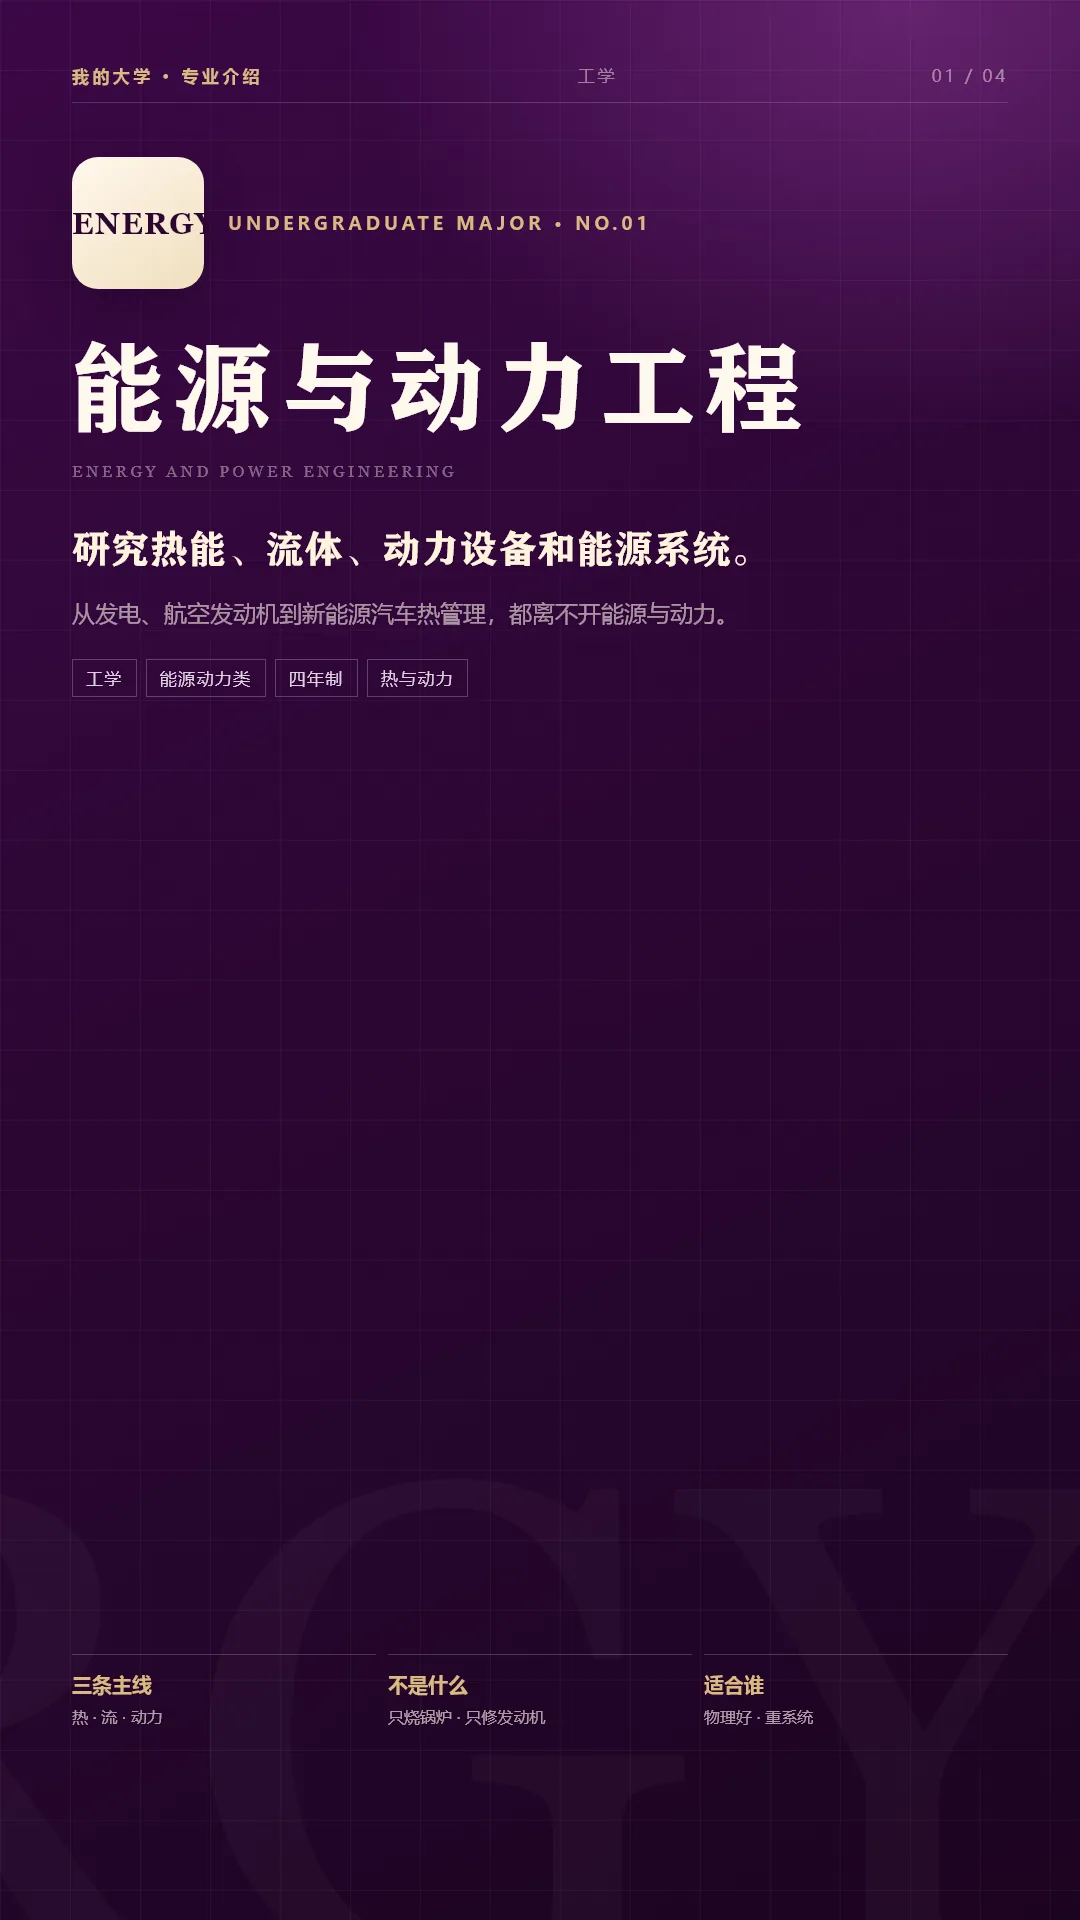 我的大学 · 专业介绍
工学
01 / 04
ENERGY
UNDERGRADUATE MAJOR · NO.01
能源与动力工程
ENERGY AND POWER ENGINEERING
研究热能、流体、动力设备和能源系统。
从发电、航空发动机到新能源汽车热管理，都离不开能源与动力。
工学 能源动力类 四年制 热与动力
RGY
三条主线
热 · 流 · 动力
不是什么
只烧锅炉 · 只修发动机
适合谁
物理好 · 重系统